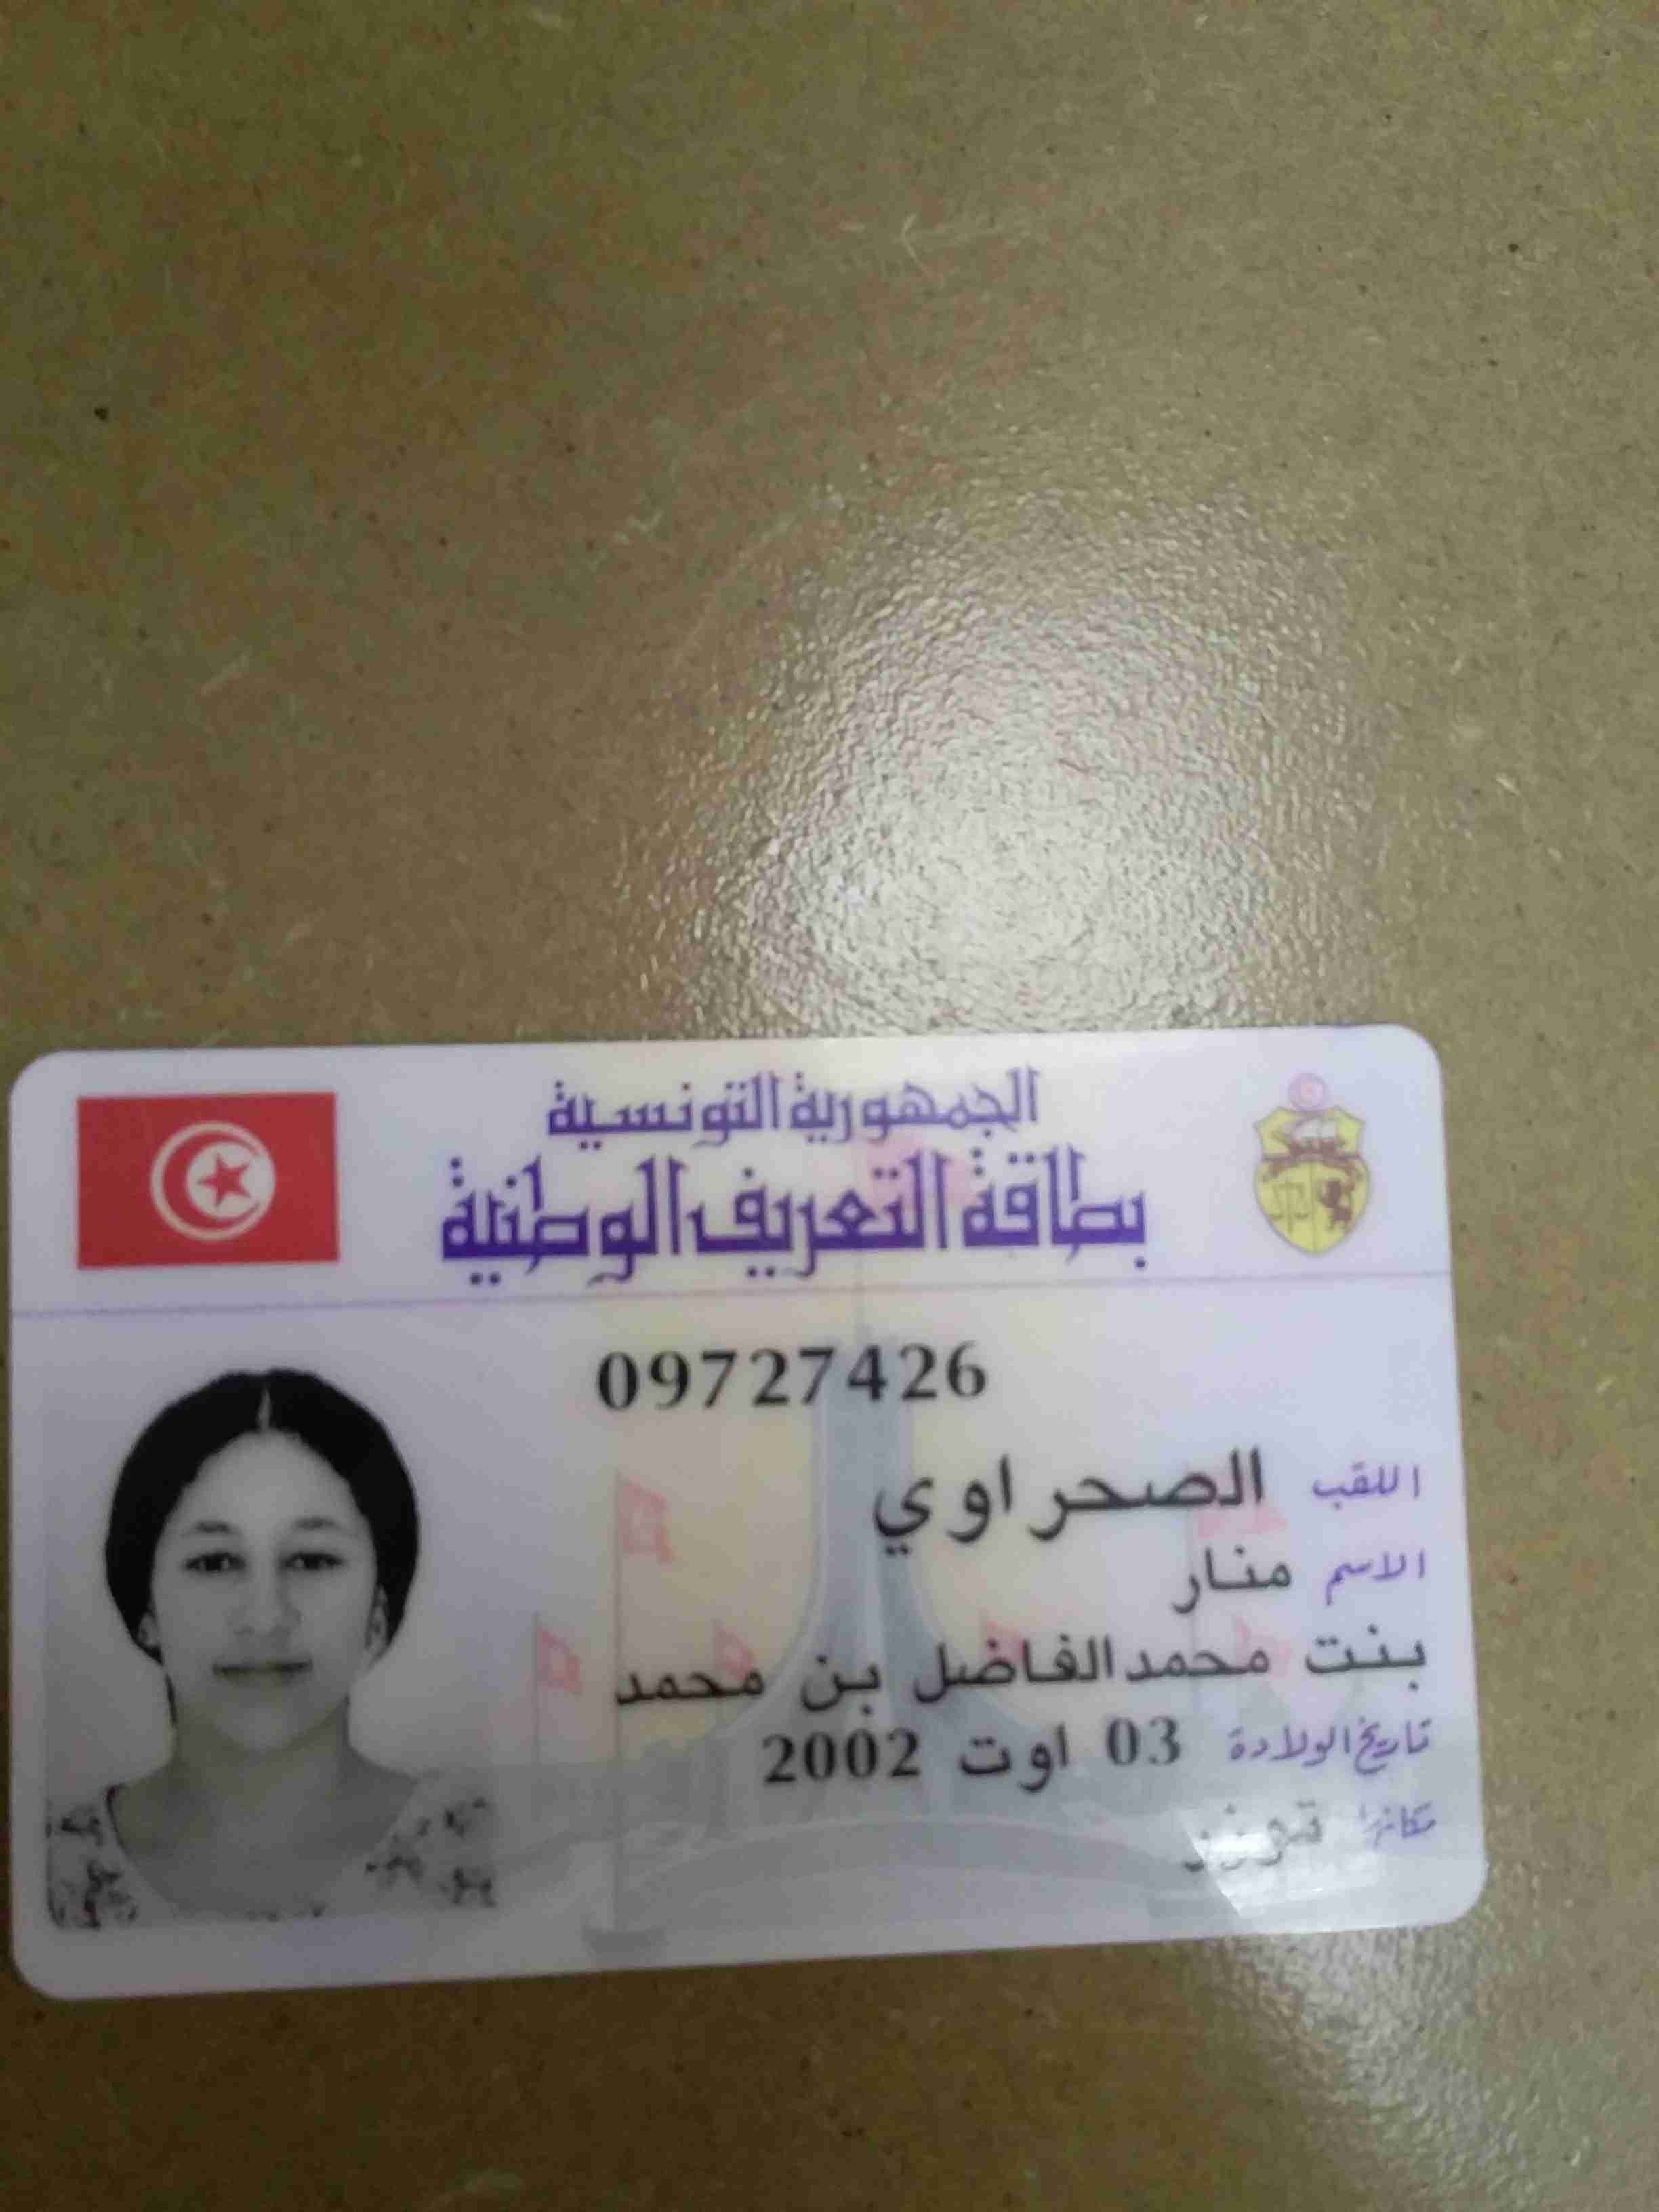 الجمهورية التونسية
بطاقة التعريف الوطنية
09727426
اللقب الصحراوي
الاسم منار
بنت محمد الفاضل بن محمد
تاريخ الولادة 03 اوت 2002
مكانها توزر